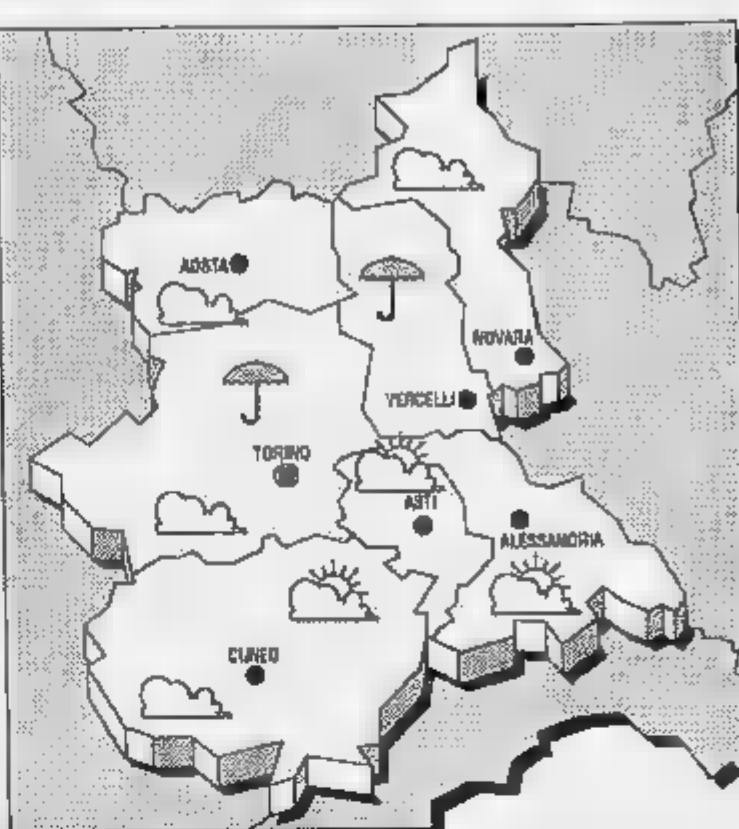 AOSTA
NOVARA
VERCELLI
TORINO
ASTI
ALESSANDRIA
CUNEO